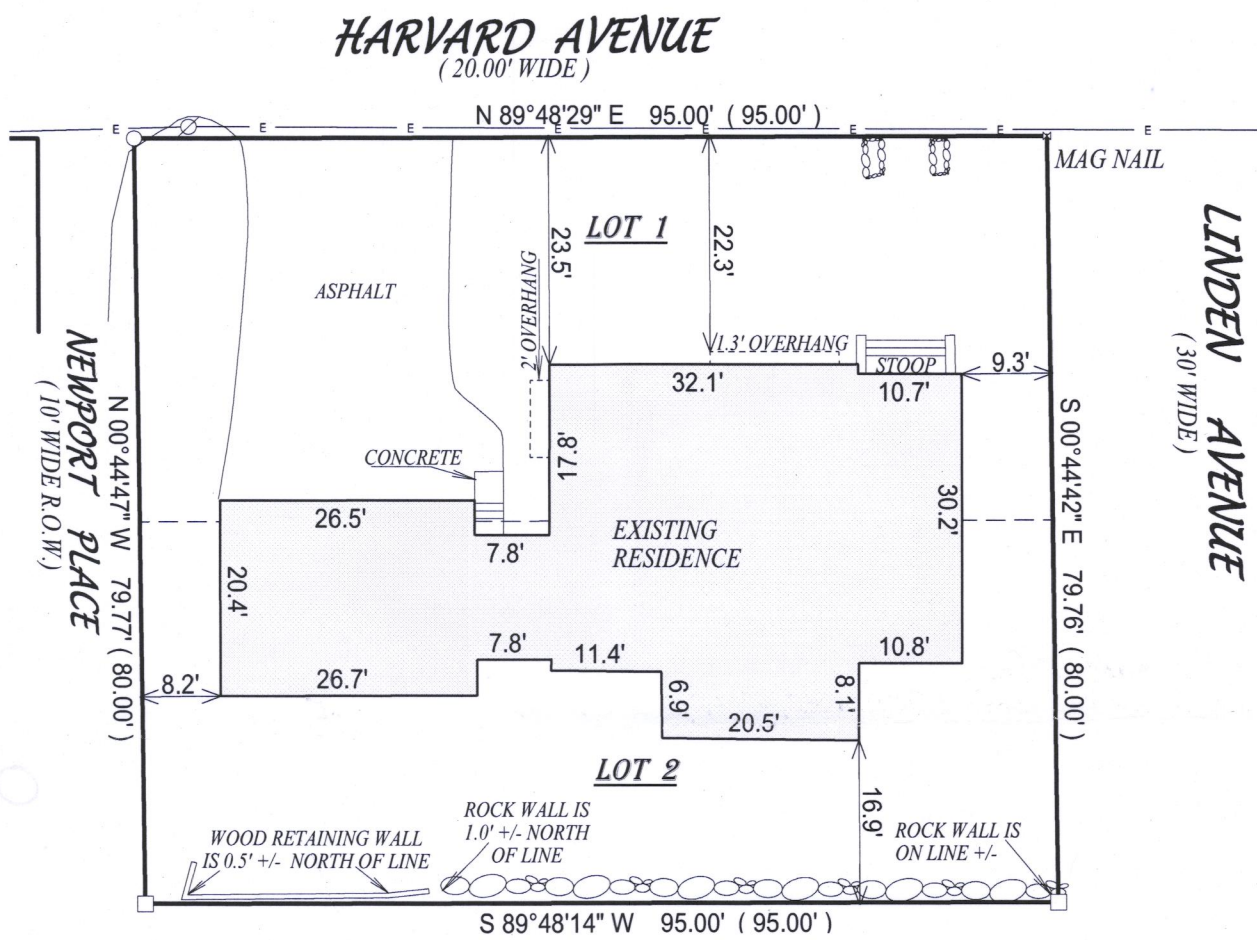 HARVARD AVENUE
( 20.00' WIDE )
N 89°48'29" E 95.00' ( 95.00' )
E E E E E E E E
MAG NAIL
LOT 1
23.5'
22.3'
2' OVERHANG
ASPHALT
1.3' OVERHANG
STOOP
9.3'
32.1'
10.7'
LINDEN AVENUE
( 30' WIDE )
NEWPORT PLACE
( 10' WIDE R.O.W.)
N 00°44'47" W 79.77' ( 80.00' )
S 00°44'42" E 79.76' ( 80.00' )
CONCRETE
17.8'
26.5'
7.8'
EXISTING
RESIDENCE
30.2'
20.4'
7.8'
11.4'
10.8'
8.2'
26.7'
6.9'
8.1'
20.5'
LOT 2
16.9'
ROCK WALL IS
1.0' +/- NORTH
OF LINE
WOOD RETAINING WALL
IS 0.5' +/- NORTH OF LINE
ROCK WALL IS
ON LINE +/-
S 89°48'14" W 95.00' ( 95.00' )